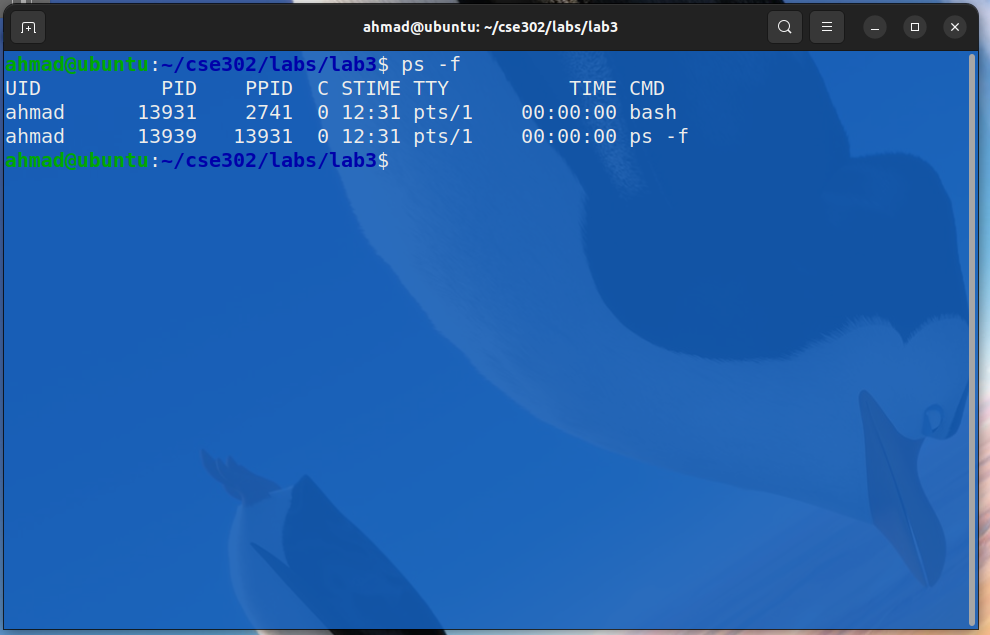 ahmad@ubuntu: ~/cse302/labs/lab3
ahmad@ubuntu:~/cse302/labs/lab3$ ps -f
UID          PID    PPID  C STIME TTY          TIME CMD
ahmad      13931    2741  0 12:31 pts/1    00:00:00 bash
ahmad      13939   13931  0 12:31 pts/1    00:00:00 ps -f
ahmad@ubuntu:~/cse302/labs/lab3$